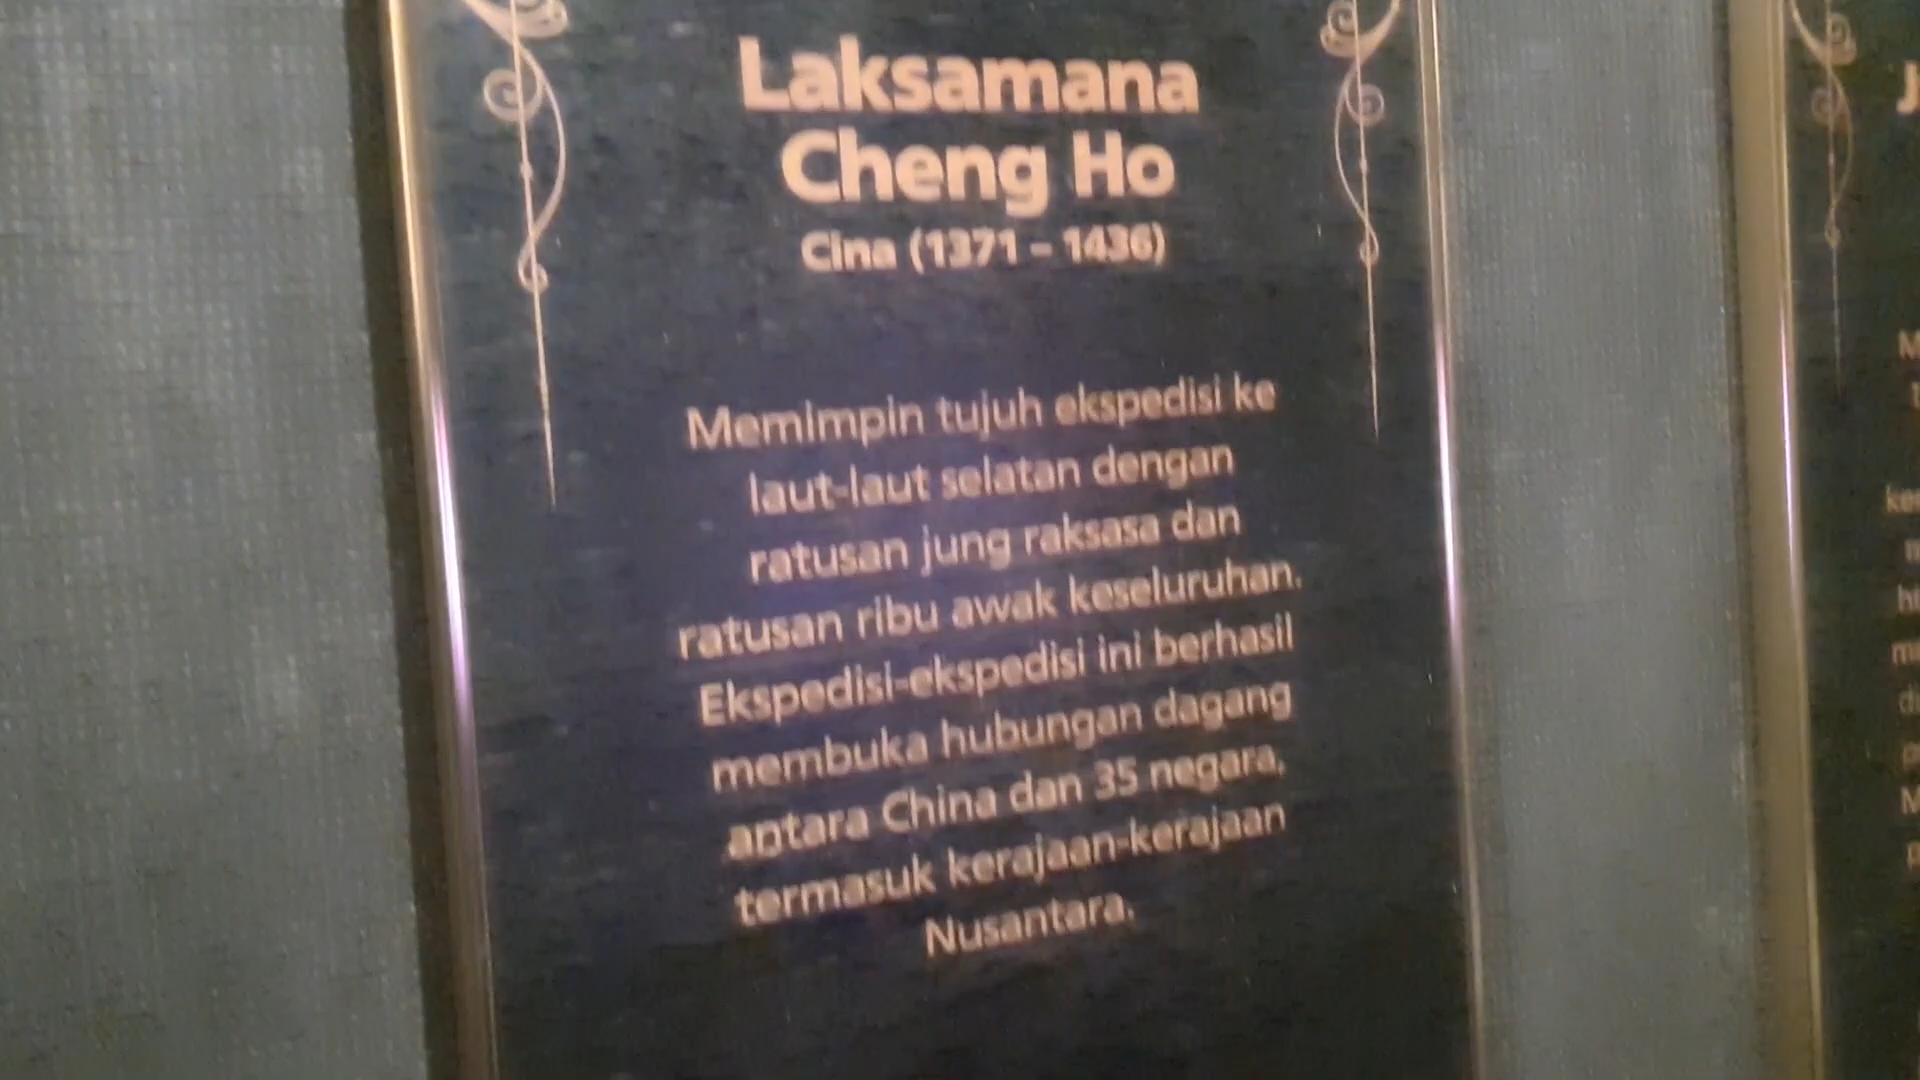 Laksamana
Cheng Ho
Cina (1371 – 1436)
Memimpin tujuh ekspedisi ke
laut-laut selatan dengan
ratusan jung raksasa dan
ratusan ribu awak keseluruhan.
Ekspedisi-ekspedisi ini berhasil
membuka hubungan dagang
antara China dan 35 negara,
termasuk kerajaan-kerajaan
Nusantara.